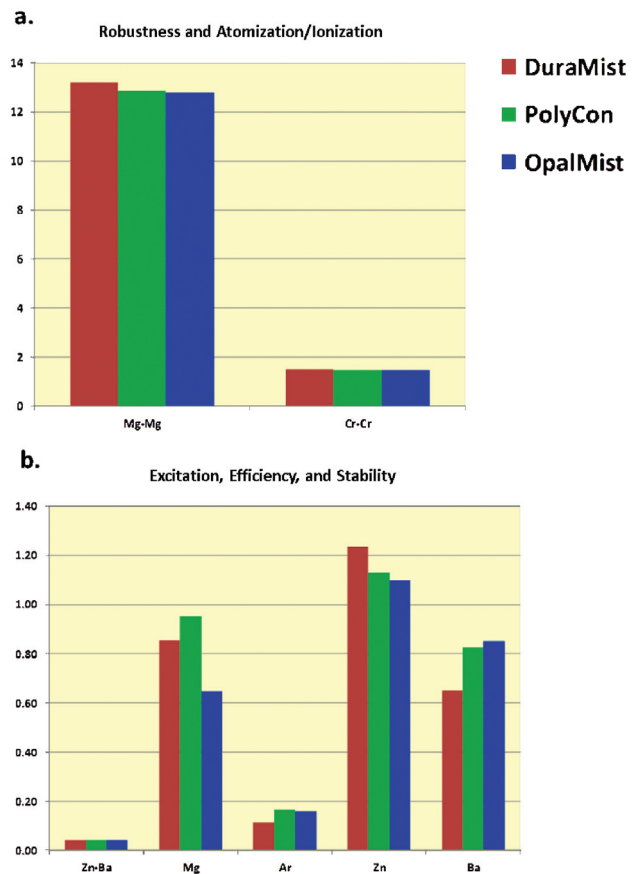 a.
Robustness and Atomization/Ionization
14
12
10
8
6
4
2
0
Mg-Mg
Cr-Cr
DuraMist
PolyCon
OpalMist
b.
Excitation, Efficiency, and Stability
1.40
1.20
1.00
0.80
0.60
0.40
0.20
0.00
Zn-Ba
Mg
Ar
Zn
Ba